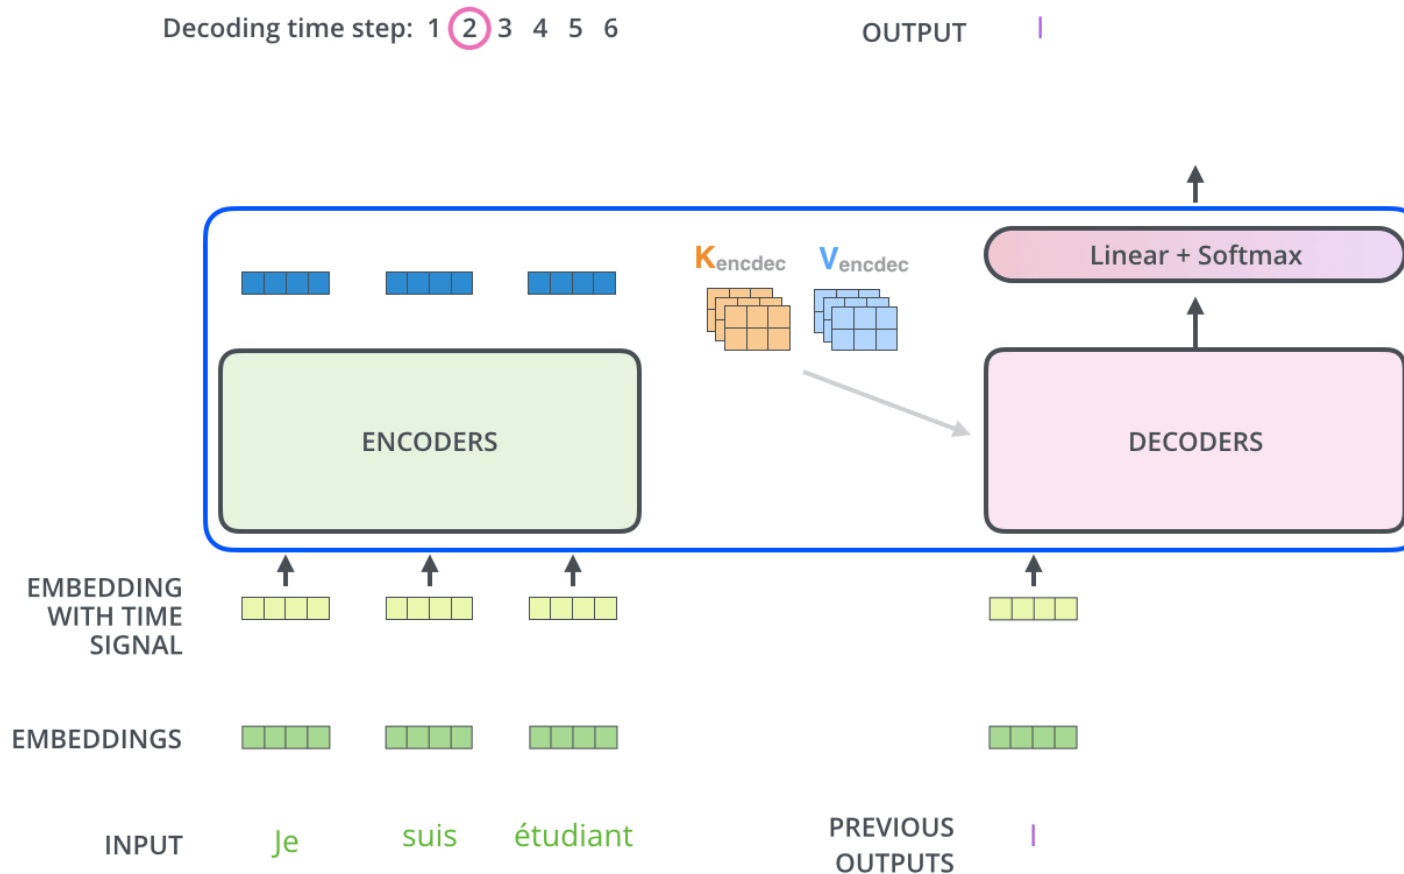 Decoding time step: 1 2 3 4 5 6
OUTPUT I
Kencdec Vencdec
Linear + Softmax
ENCODERS
DECODERS
EMBEDDING
WITH TIME
SIGNAL
EMBEDDINGS
INPUT Je suis étudiant
PREVIOUS
OUTPUTS
I